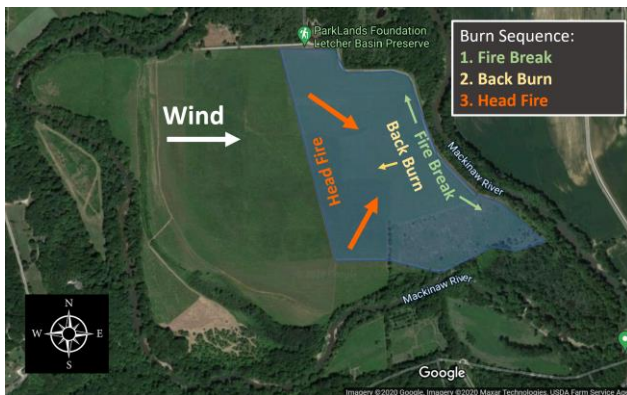 ParkLands Foundation
Letcher Basin Preserve
Burn Sequence:
1. Fire Break
2. Back Burn
3. Head Fire
Wind
Head Fire
Back Burn
Fire Break
Mackinaw River
Mackinaw River
N
W E
S
Google
Imagery ©2020 Google, Imagery ©2020 Maxar Technologies, USDA Farm Service Age